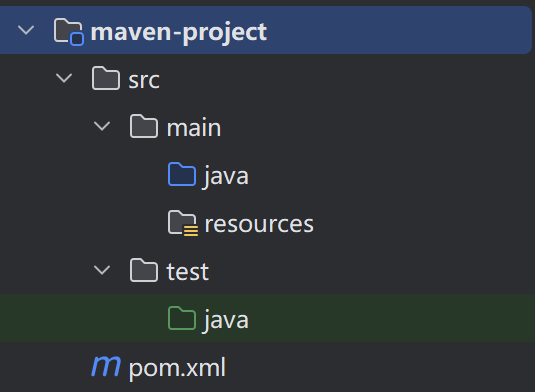 maven-project
src
main
java
resources
test
java
m pom.xml